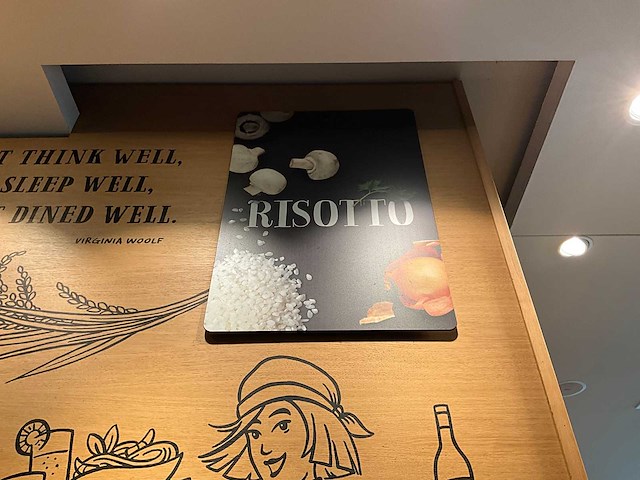 T THINK WELL,
SLEEP WELL,
DINED WELL.
VIRGINIA WOOLF
RISOTTO